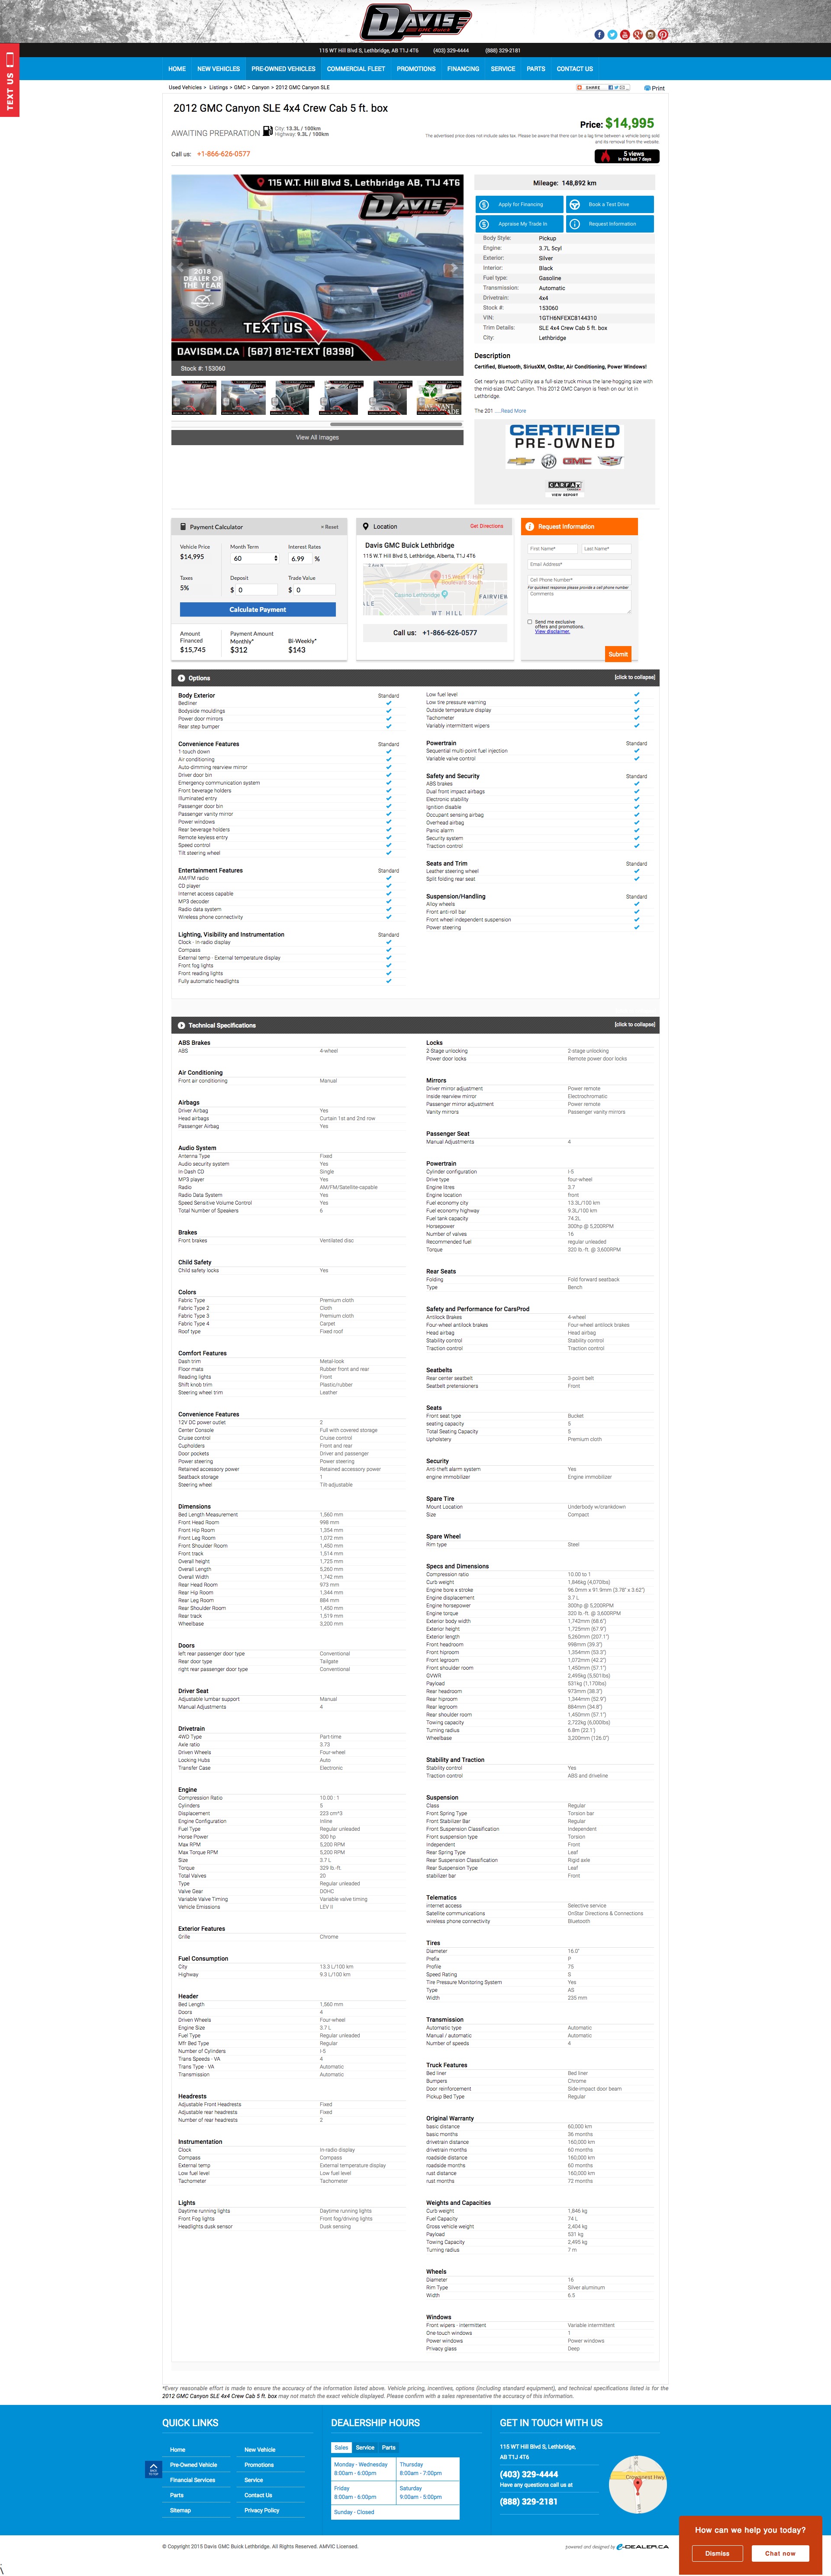 DAVIS
115 WT Hill Blvd S, Lethbridge, AB T1J 4T6 (403) 329-4444 (888) 329-2181
TEXT US
HOME NEW VEHICLES PRE-OWNED VEHICLES COMMERCIAL FLEET PROMOTIONS FINANCING SERVICE PARTS CONTACT US
Used Vehicles > Listings > GMC > Canyon > 2012 GMC Canyon SLE
SHARE Print
2012 GMC Canyon SLE 4x4 Crew Cab 5 ft. box
AWAITING PREPARATION City: 13.3L / 100km
Highway: 9.3L / 100km
Price: $14,995
The advertised price does not include sales tax. Please be aware that there can be a lag time between a vehicle being sold
and its removal from the website.
Call us: +1-866-626-0577
5 views
in the last 7 days
115 W.T. Hill Blvd S, Lethbridge AB, T1J 4T6
DAVIS
2018
DEALER OF
THE YEAR
BUICK
CANADA
TEXT US
DAVISGM.CA | (587) 812-TEXT (8398)
Stock #: 153060
View All Images
Mileage: 148,892 km
Apply for Financing Book a Test Drive
Appraise My Trade In Request Information
Body Style: Pickup
Engine: 3.7L 5cyl
Exterior: Silver
Interior: Black
Fuel type: Gasoline
Transmission: Automatic
Drivetrain: 4x4
Stock #: 153060
VIN: 1GTH6NFEXC8144310
Trim Details: SLE 4x4 Crew Cab 5 ft. box
City: Lethbridge
Description
Certified, Bluetooth, SiriusXM, OnStar, Air Conditioning, Power Windows!
Get nearly as much utility as a full-size truck minus the lane-hogging size with
the mid-size GMC Canyon. This 2012 GMC Canyon is fresh on our lot in
Lethbridge.
The 201 .....Read More
CERTIFIED
PRE-OWNED
GMC
CARFAX
VIEW REPORT
Payment Calculator × Reset
Vehicle Price Month Term Interest Rates
$14,995 60 6.99 %
Taxes Deposit Trade Value
5% $ 0 $ 0
Calculate Payment
Amount Financed Payment Amount Monthly* Bi-Weekly*
$15,745 $312 $143
Location Get Directions
Davis GMC Buick Lethbridge
115 W.T Hill Blvd S, Lethbridge, Alberta, T1J 4T6
115 West T Hill
Boulevard South
Casino Lethbridge
FAIRVIEW
WT HILL
Call us: +1-866-626-0577
Request Information
First Name* Last Name*
Email Address*
Cell Phone Number*
For quickest response please provide a cell phone number
Comments
Send me exclusive
offers and promotions.
View disclaimer.
Submit
Options [click to collapse]
Body Exterior Standard
Bedliner
Bodyside mouldings
Power door mirrors
Rear step bumper
Convenience Features Standard
1-touch down
Air conditioning
Auto-dimming rearview mirror
Driver door bin
Emergency communication system
Front beverage holders
Illuminated entry
Passenger door bin
Passenger vanity mirror
Power windows
Rear beverage holders
Remote keyless entry
Speed control
Tilt steering wheel
Entertainment Features Standard
AM/FM radio
CD player
Internet access capable
MP3 decoder
Radio data system
Wireless phone connectivity
Lighting, Visibility and Instrumentation Standard
Clock - In-radio display
Compass
External temp - External temperature display
Front fog lights
Front reading lights
Fully automatic headlights
Low fuel level
Low tire pressure warning
Outside temperature display
Tachometer
Variably intermittent wipers
Powertrain Standard
Sequential multi-point fuel injection
Variable valve control
Safety and Security Standard
ABS brakes
Dual front impact airbags
Electronic stability
Ignition disable
Occupant sensing airbag
Overhead airbag
Panic alarm
Security system
Traction control
Seats and Trim Standard
Leather steering wheel
Split folding rear seat
Suspension/Handling Standard
Alloy wheels
Front anti-roll bar
Front wheel independent suspension
Power steering
Technical Specifications [click to collapse]
ABS Brakes
ABS 4-wheel
Air Conditioning
Front air conditioning Manual
Airbags
Driver Airbag Yes
Head airbags Curtain 1st and 2nd row
Passenger Airbag Yes
Audio System
Antenna Type Fixed
Audio security system Yes
In-Dash CD Single
MP3 player Yes
Radio AM/FM/Satellite-capable
Radio Data System Yes
Speed Sensitive Volume Control Yes
Total Number of Speakers 6
Brakes
Front brakes Ventilated disc
Child Safety
Child safety locks Yes
Colors
Fabric Type Premium cloth
Fabric Type 2 Cloth
Fabric Type 3 Premium cloth
Fabric Type 4 Carpet
Roof type Fixed roof
Comfort Features
Dash trim Metal-look
Floor mats Rubber front and rear
Reading lights Front
Shift knob trim Plastic/rubber
Steering wheel trim Leather
Convenience Features
12V DC power outlet 2
Center Console Full with covered storage
Cruise control Cruise control
Cupholders Front and rear
Door pockets Driver and passenger
Power steering Power steering
Retained accessory power Retained accessory power
Seatback storage 1
Steering wheel Tilt-adjustable
Dimensions
Bed Length Measurement 1,560 mm
Front Head Room 998 mm
Front Hip Room 1,354 mm
Front Leg Room 1,072 mm
Front Shoulder Room 1,450 mm
Front track 1,514 mm
Overall height 1,725 mm
Overall Length 5,260 mm
Overall Width 1,742 mm
Rear Head Room 973 mm
Rear Hip Room 1,344 mm
Rear Leg Room 884 mm
Rear Shoulder Room 1,450 mm
Rear track 1,519 mm
Wheelbase 3,200 mm
Doors
left rear passenger door type Conventional
Rear door type Tailgate
right rear passenger door type Conventional
Driver Seat
Adjustable lumbar support Manual
Manual Adjustments 4
Drivetrain
4WD Type Part-time
Axle ratio 3.73
Driven Wheels Four-wheel
Locking Hubs Auto
Transfer Case Electronic
Engine
Compression Ratio 10.00 : 1
Cylinders 5
Displacement 223 cm^3
Engine Configuration Inline
Fuel Type Regular unleaded
Horse Power 300 hp
Max RPM 5,200 RPM
Max Torque RPM 5,200 RPM
Size 3.7 L
Torque 329 lb.-ft.
Total Valves 20
Type Regular unleaded
Valve Gear DOHC
Variable Valve Timing Variable valve timing
Vehicle Emissions LEV II
Exterior Features
Grille Chrome
Fuel Consumption
City 13.3 L/100 km
Highway 9.3 L/100 km
Header
Bed Length 1,560 mm
Doors 4
Driven Wheels Four-wheel
Engine Size 3.7 L
Fuel Type Regular unleaded
Mfr Bed Type Regular
Number of Cylinders I-5
Trans Speeds - VA 4
Trans Type - VA Automatic
Transmission Automatic
Headrests
Adjustable Front Headrests Fixed
Adjustable rear headrests Fixed
Number of rear headrests 2
Instrumentation
Clock In-radio display
Compass Compass
External temp External temperature display
Low fuel level Low fuel level
Tachometer Tachometer
Lights
Daytime running lights Daytime running lights
Front Fog lights Front fog/driving lights
Headlights dusk sensor Dusk sensing
Locks
2-Stage unlocking 2-stage unlocking
Power door locks Remote power door locks
Mirrors
Driver mirror adjustment Power remote
Inside rearview mirror Electrochromatic
Passenger mirror adjustment Power remote
Vanity mirrors Passenger vanity mirrors
Passenger Seat
Manual Adjustments 4
Powertrain
Cylinder configuration I-5
Drive type four-wheel
Engine litres 3.7
Engine location front
Fuel economy city 13.3L/100 km
Fuel economy highway 9.3L/100 km
Fuel tank capacity 74.2L
Horsepower 300hp @ 5,200RPM
Number of valves 16
Recommended fuel regular unleaded
Torque 320 lb.-ft. @ 3,600RPM
Rear Seats
Folding Fold forward seatback
Type Bench
Safety and Performance for CarsProd
Antilock Brakes 4-wheel
Four-wheel antilock brakes Four-wheel antilock brakes
Head airbag Head airbag
Stability control Stability control
Traction control Traction control
Seatbelts
Rear center seatbelt 3-point belt
Seatbelt pretensioners Front
Seats
Front seat type Bucket
seating capacity 5
Total Seating Capacity 5
Upholstery Premium cloth
Security
Anti-theft alarm system Yes
engine immobilizer Engine immobilizer
Spare Tire
Mount Location Underbody w/crankdown
Size Compact
Spare Wheel
Rim type Steel
Specs and Dimensions
Compression ratio 10.00 to 1
Curb weight 1,846kg (4,070lbs)
Engine bore x stroke 96.0mm x 91.9mm (3.78" x 3.62")
Engine displacement 3.7 L
Engine horsepower 300hp @ 5,200RPM
Engine torque 320 lb.-ft. @ 3,600RPM
Exterior body width 1,742mm (68.6")
Exterior height 1,725mm (67.9")
Exterior length 5,260mm (207.1")
Front headroom 998mm (39.3")
Front hiproom 1,354mm (53.3")
Front legroom 1,072mm (42.2")
Front shoulder room 1,450mm (57.1")
GVWR 2,495kg (5,501lbs)
Payload 531kg (1,170lbs)
Rear headroom 973mm (38.3")
Rear hiproom 1,344mm (52.9")
Rear legroom 884mm (34.8")
Rear shoulder room 1,450mm (57.1")
Towing capacity 2,722kg (6,000lbs)
Turning radius 6.8m (22.1')
Wheelbase 3,200mm (126.0")
Stability and Traction
Stability control Yes
Traction control ABS and driveline
Suspension
Class Regular
Front Spring Type Torsion bar
Front Stabilizer Bar Regular
Front Suspension Classification Independent
Front suspension type Torsion
Independent Front
Rear Spring Type Leaf
Rear Suspension Classification Rigid axle
Rear Suspension Type Leaf
stabilizer bar Front
Telematics
internet access Selective service
Satellite communications OnStar Directions & Connections
wireless phone connectivity Bluetooth
Tires
Diameter 16.0"
Prefix P
Profile 75
Speed Rating S
Tire Pressure Monitoring System Yes
Type AS
Width 235 mm
Transmission
Automatic type Automatic
Manual / automatic Automatic
Number of speeds 4
Truck Features
Bed liner Bed liner
Bumpers Chrome
Door reinforcement Side-impact door beam
Pickup Bed Type Regular
Original Warranty
basic distance 60,000 km
basic months 36 months
drivetrain distance 160,000 km
drivetrain months 60 months
roadside distance 160,000 km
roadside months 60 months
rust distance 160,000 km
rust months 72 months
Weights and Capacities
Curb weight 1,846 kg
Fuel Capacity 74 L
Gross vehicle weight 2,404 kg
Payload 531 kg
Towing Capacity 2,495 kg
Turning radius 7 m
Wheels
Diameter 16
Rim Type Silver aluminum
Width 6.5
Windows
Front wipers - intermittent Variable intermittent
One-touch windows 1
Power windows Power windows
Privacy glass Deep
*Every reasonable effort is made to ensure the accuracy of the information listed above. Vehicle pricing, incentives, options (including standard equipment), and technical specifications listed is for the
2012 GMC Canyon SLE 4x4 Crew Cab 5 ft. box may not match the exact vehicle displayed. Please confirm with a sales representative the accuracy of this information.
QUICK LINKS
Home New Vehicle
Pre-Owned Vehicle Promotions
Financial Services Service
Parts Contact Us
Sitemap Privacy Policy
DEALERSHIP HOURS
Sales Service Parts
Monday - Wednesday Thursday
8:00am - 6:00pm 8:00am - 7:00pm
Friday Saturday
8:00am - 6:00pm 9:00am - 5:00pm
Sunday - Closed
GET IN TOUCH WITH US
115 WT Hill Blvd S, Lethbridge,
AB T1J 4T6
(403) 329-4444
Have any questions call us at
(888) 329-2181
Crowsnest Hwy
© Copyright 2015 Davis GMC Buick Lethbridge. All Rights Reserved. AMVIC Licensed.
powered and designed by e-DEALER.CA
How can we help you today?
Dismiss Chat now